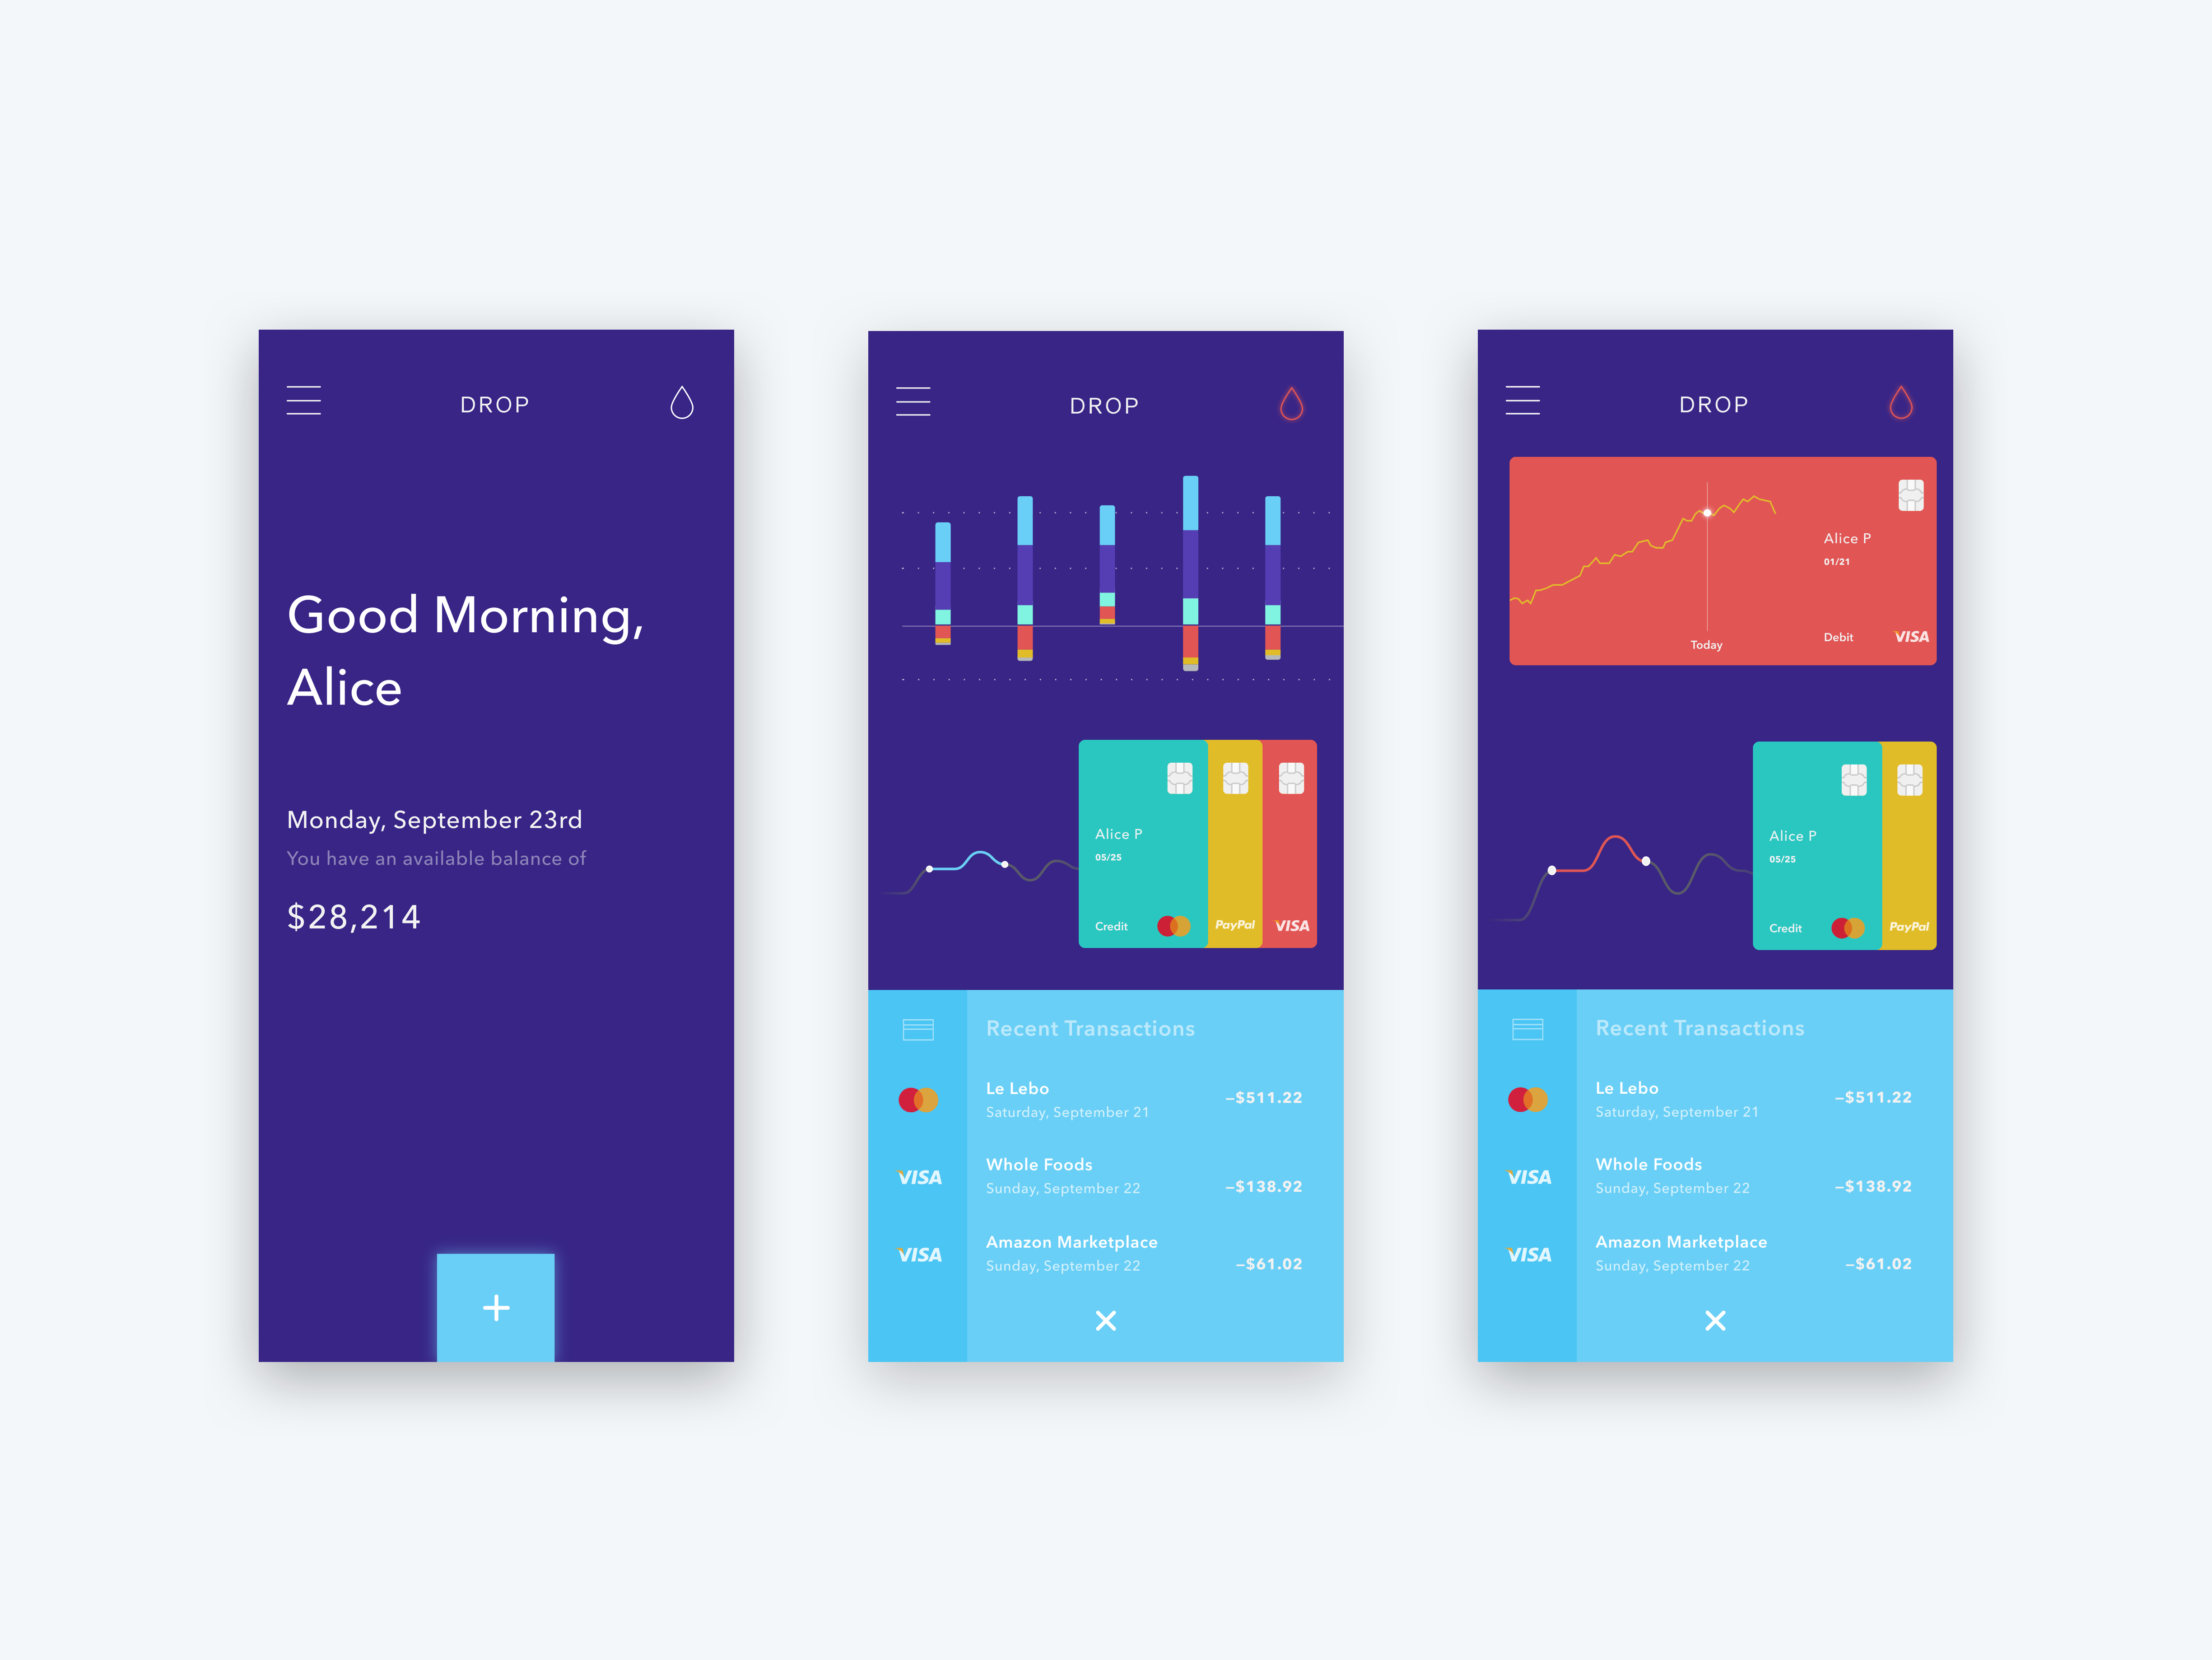 DROP
Good Morning,
Alice
Monday, September 23rd
You have an available balance of
$28,214
DROP
Alice P
05/25
Credit
PayPal
VISA
Recent Transactions
Le Lebo
Saturday, September 21
–$511.22
VISA
Whole Foods
Sunday, September 22
–$138.92
VISA
Amazon Marketplace
Sunday, September 22
–$61.02
DROP
Alice P
01/21
Today
Debit
VISA
Alice P
05/25
Credit
PayPal
Recent Transactions
Le Lebo
Saturday, September 21
–$511.22
VISA
Whole Foods
Sunday, September 22
–$138.92
VISA
Amazon Marketplace
Sunday, September 22
–$61.02